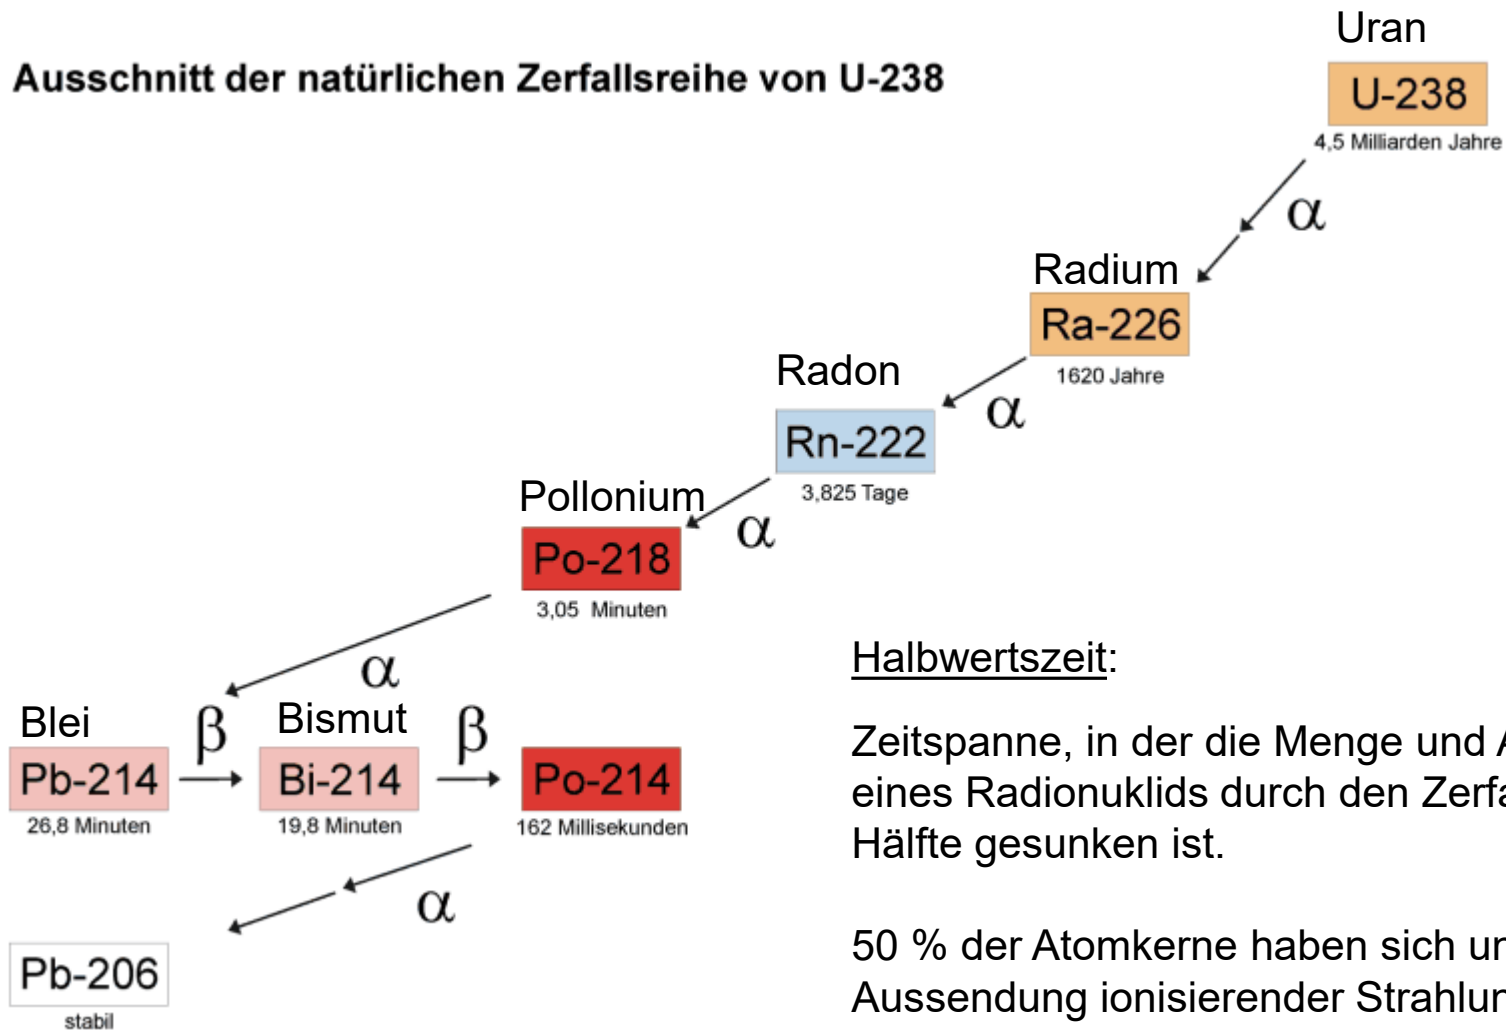 Ausschnitt der natürlichen Zerfallsreihe von U-238
Uran
U-238
4,5 Milliarden Jahre
α
Radium
Ra-226
1620 Jahre
α
Radon
Rn-222
3,825 Tage
α
Pollonium
Po-218
3,05 Minuten
α
Blei
Pb-214
26,8 Minuten
β
Bismut
Bi-214
19,8 Minuten
β
Po-214
162 Millisekunden
α
Pb-206
stabil
Halbwertszeit:
Zeitspanne, in der die Menge und
eines Radionuklids durch den
Hälfte gesunken ist.
50 % der Atomkerne haben sich
Aussendung ionisierender